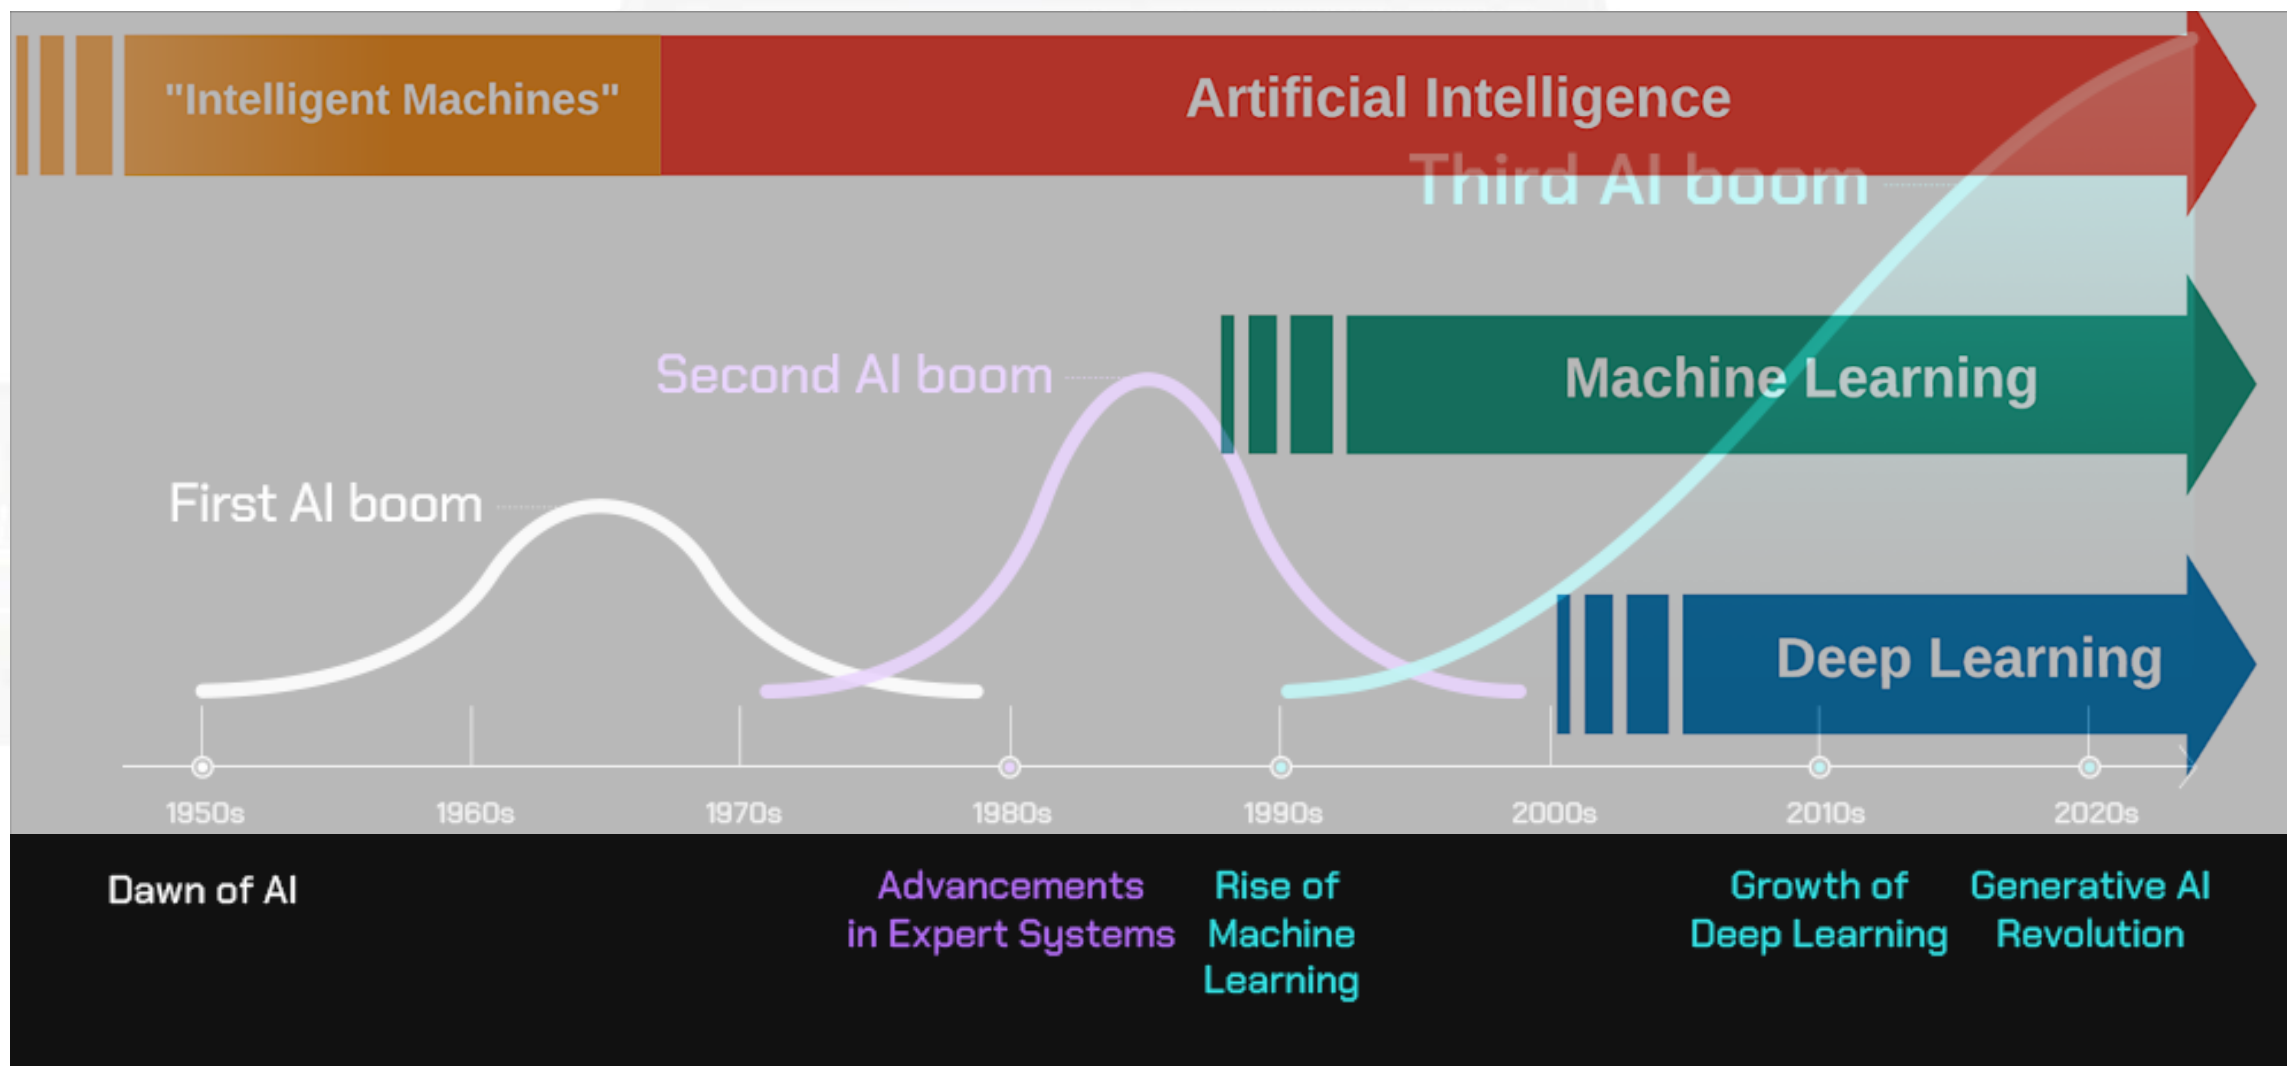 "Intelligent Machines"
Artificial Intelligence
Third AI boom
Second AI boom
Machine Learning
First AI boom
Deep Learning
1950s
1960s
1970s
1980s
1990s
2000s
2010s
2020s
Dawn of AI
Advancements
in Expert Systems
Rise of
Machine
Learning
Growth of
Deep Learning
Generative AI
Revolution